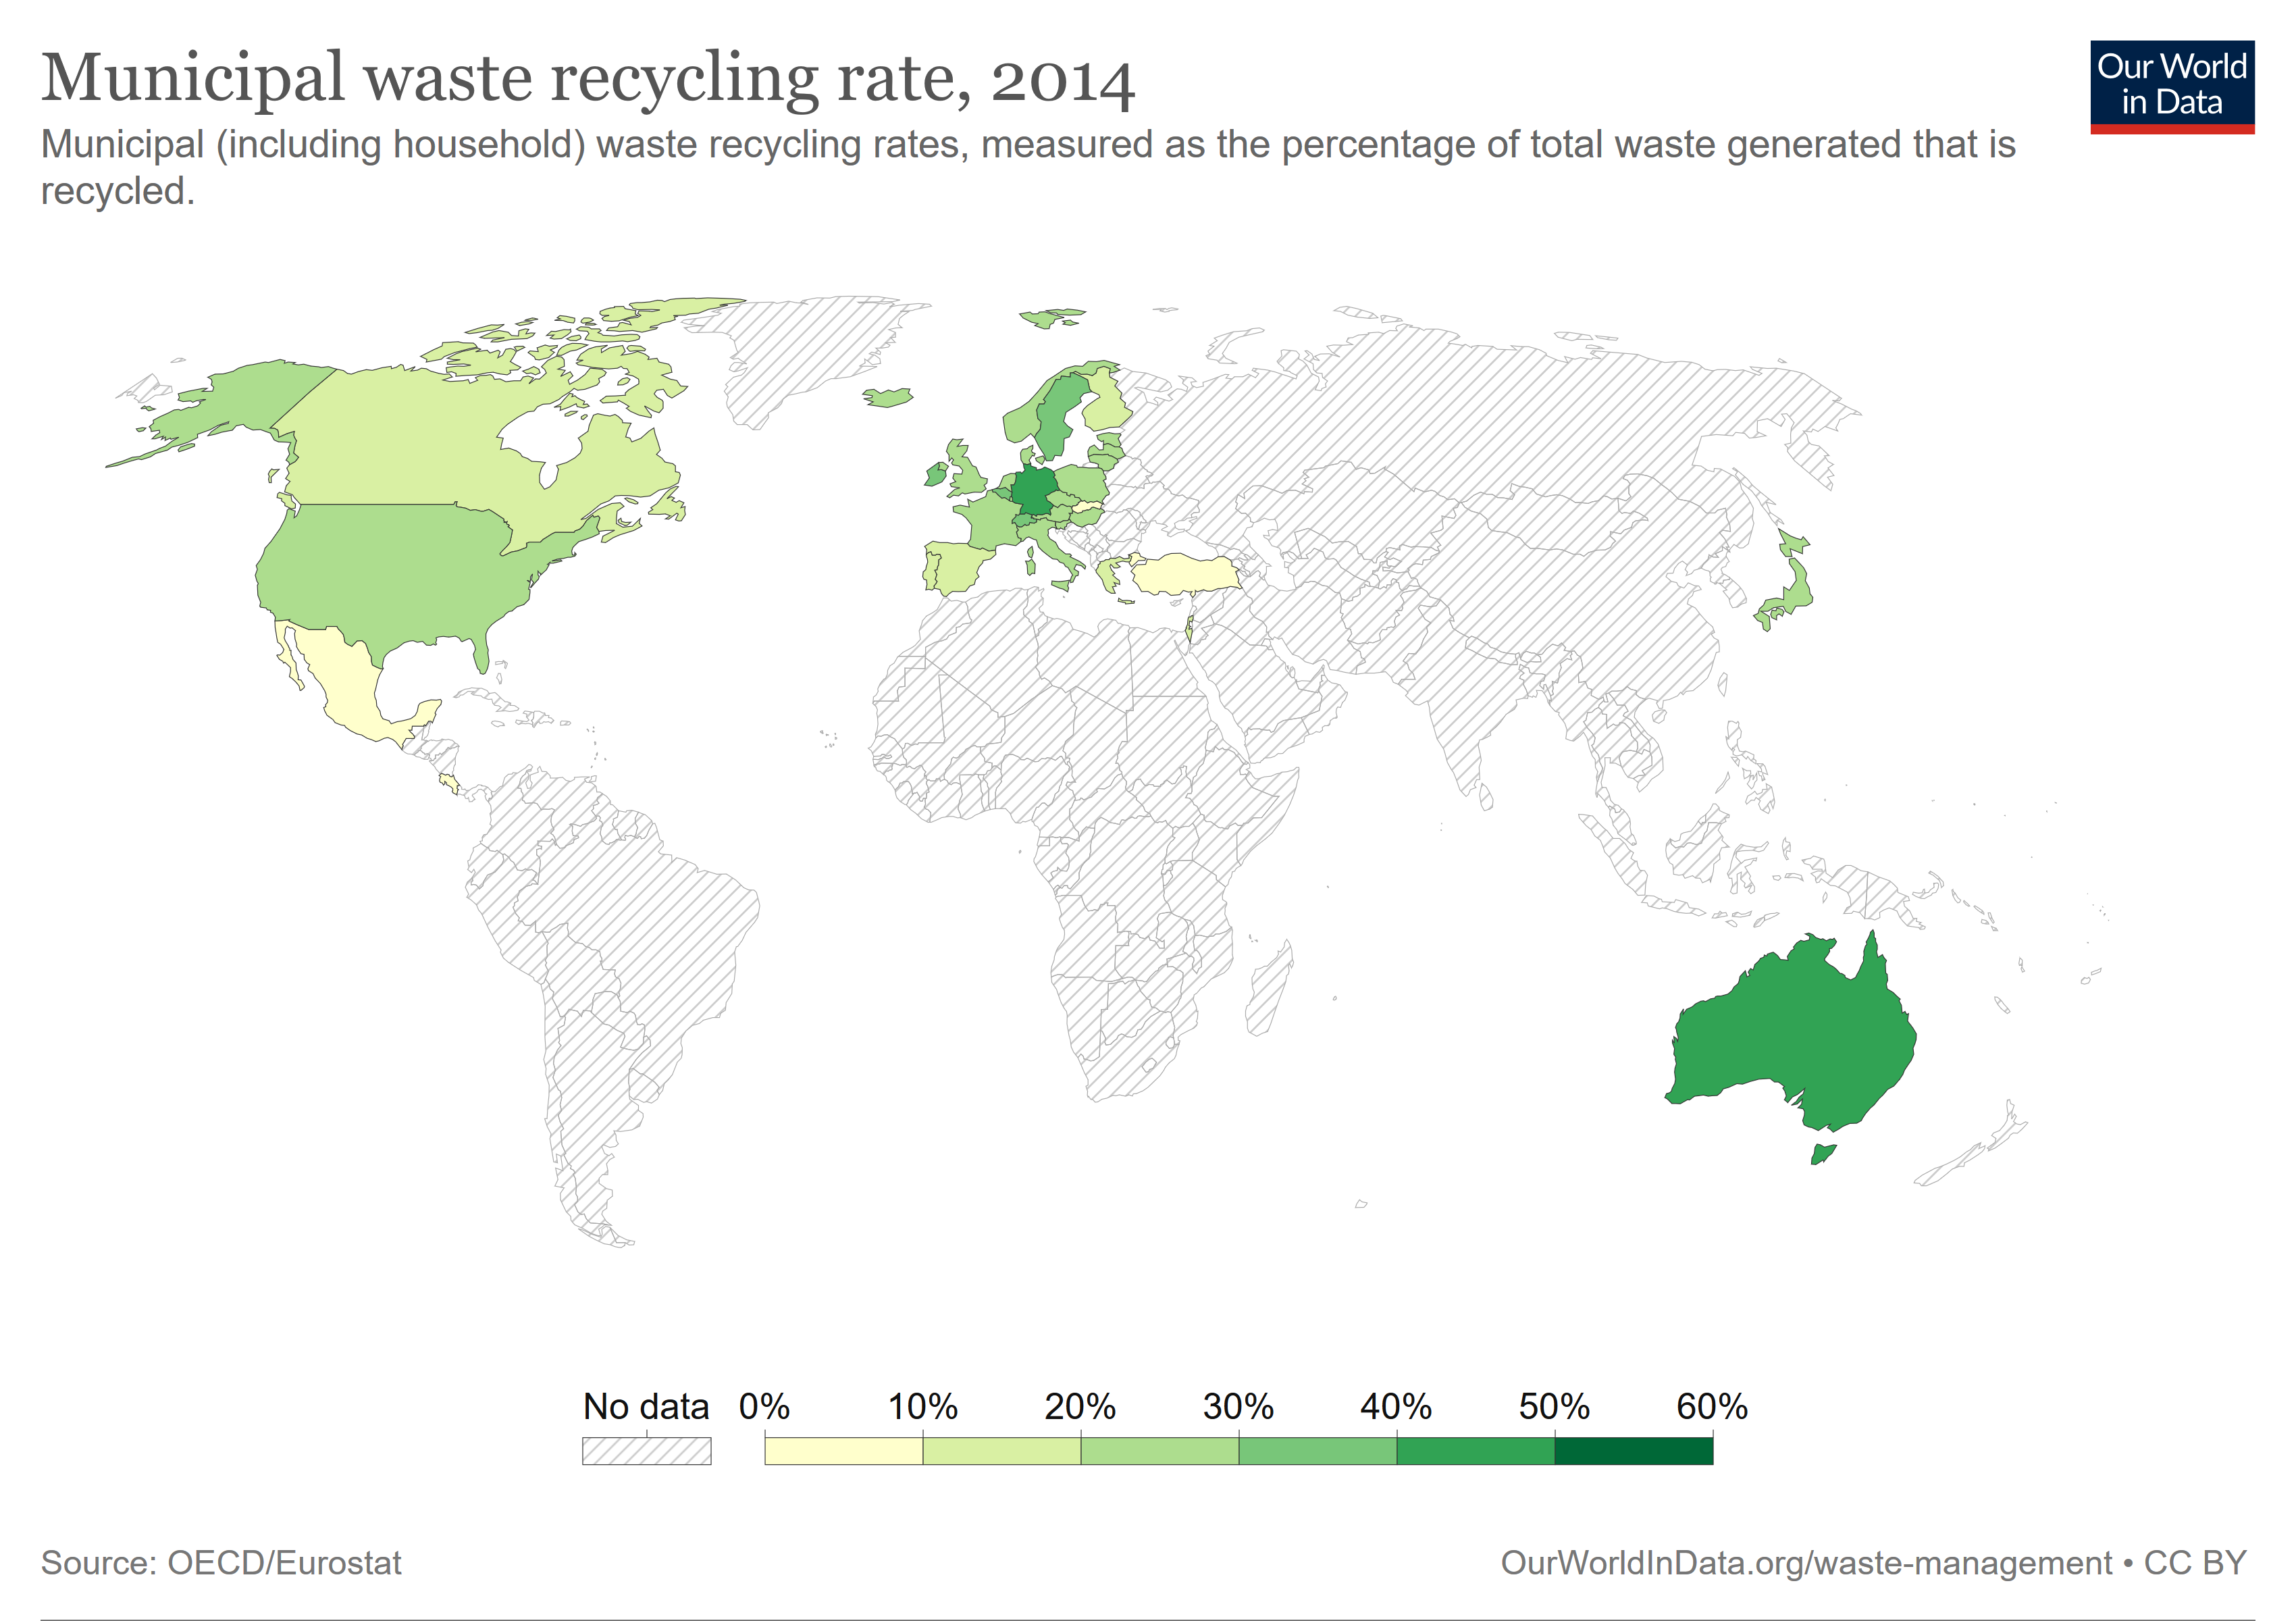 Municipal waste recycling rate, 2014
Our World
in Data
Municipal (including household) waste recycling rates, measured as the percentage of total waste generated that is
recycled.
No data 0% 10% 20% 30% 40% 50% 60%
Source: OECD/Eurostat
OurWorldInData.org/waste-management • CC BY